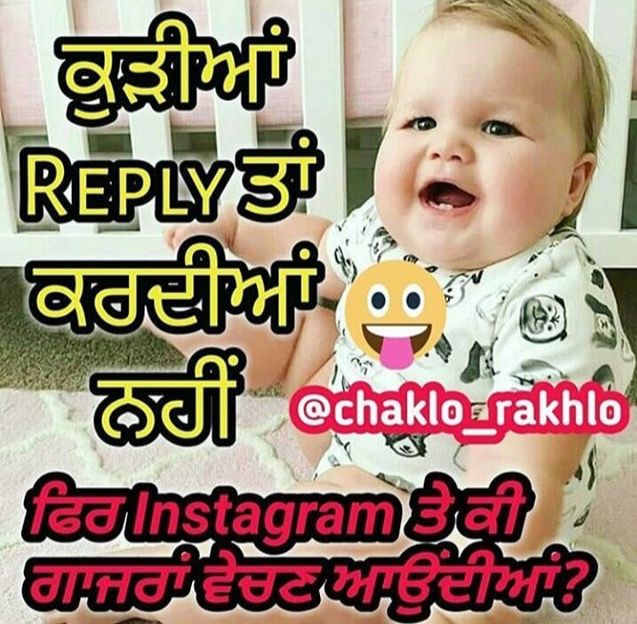 ਕੁੜੀਆਂ
REPLY ਤਾਂ
ਕਰਦੀਆਂ
ਨਹੀਂ
@chaklo_rakhlo
ਫਿਰ Instagram ਤੇ ਕੀ
ਗਾਜਰਾਂ ਵੇਚਣ ਆਉਂਦੀਆਂ?